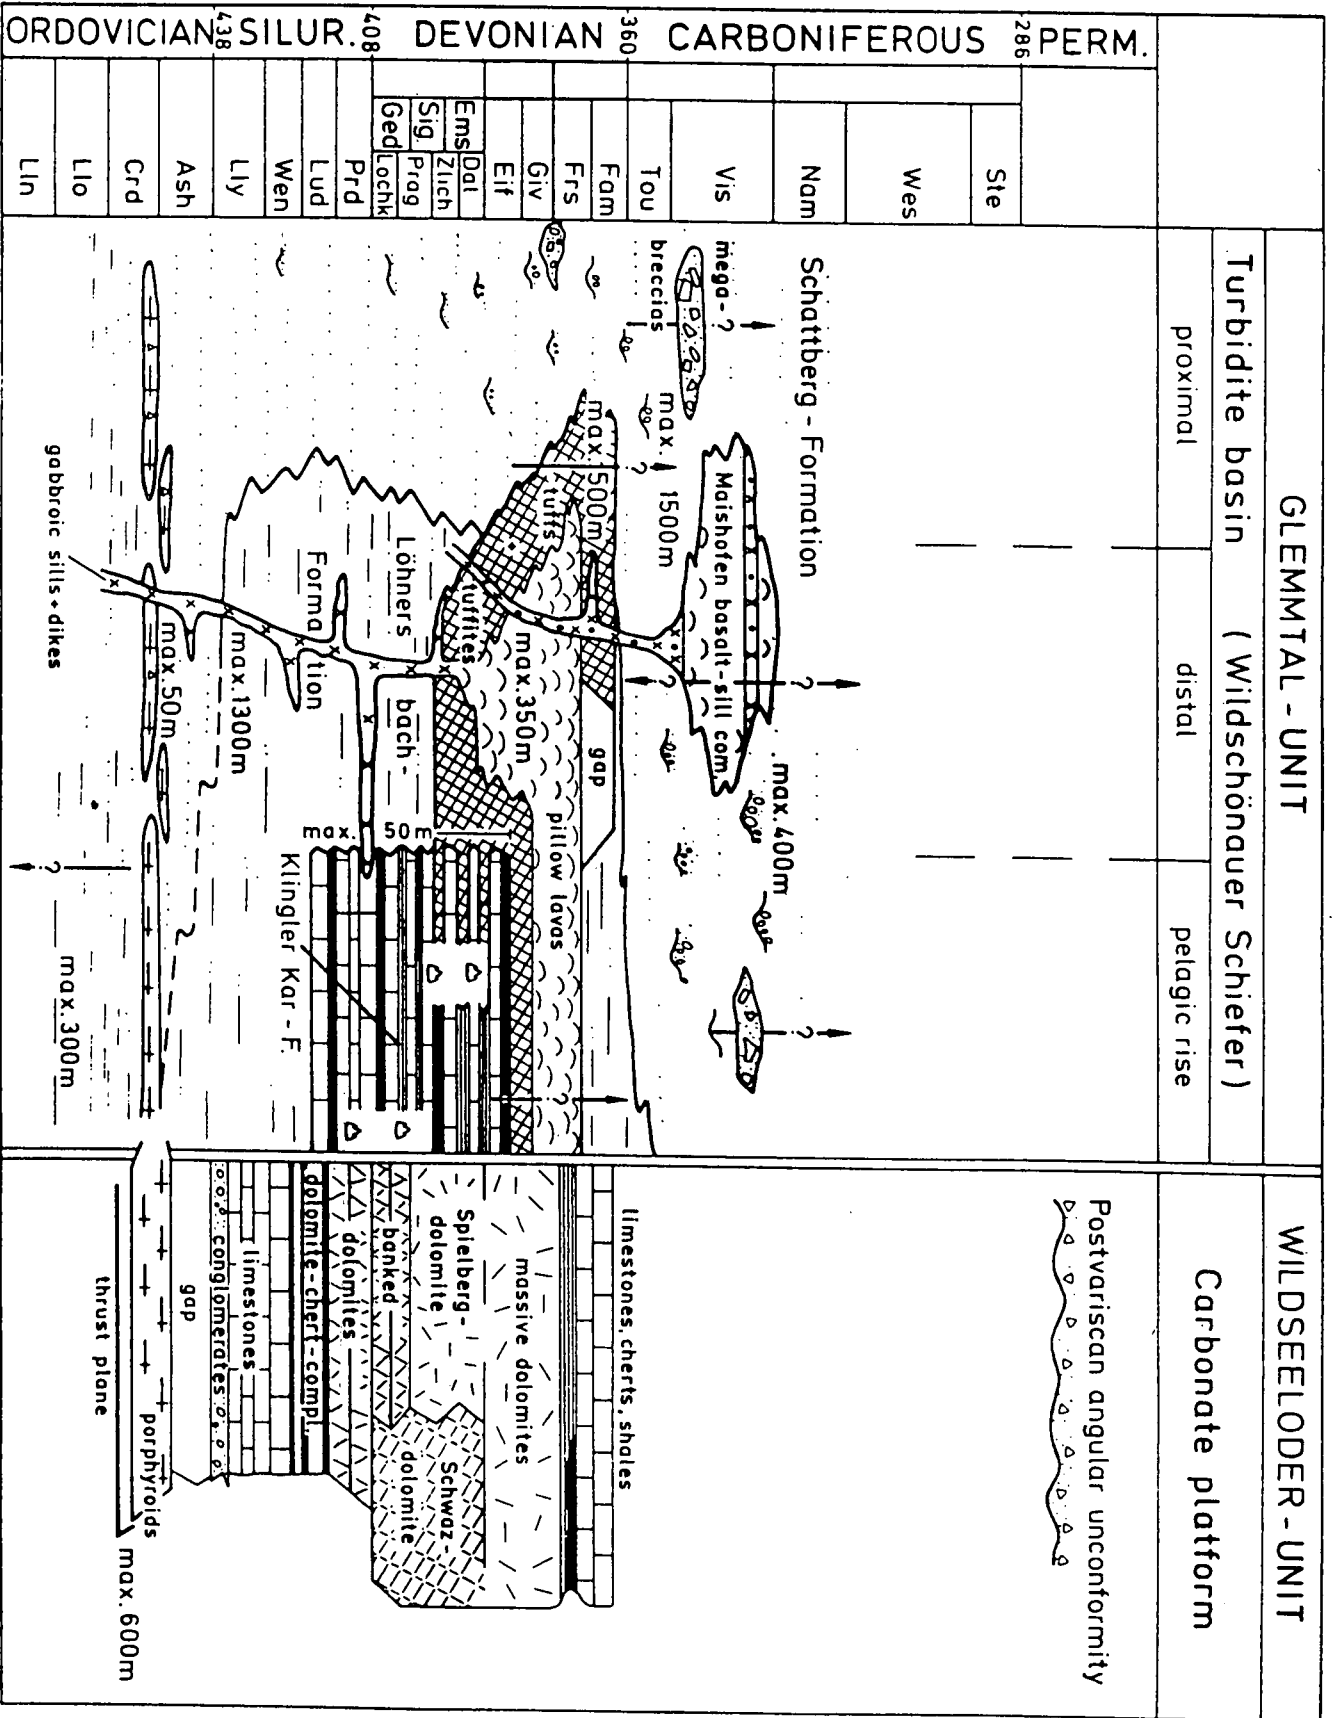 GLEMMTAL-UNIT
WILDSEELODER-UNIT
Turbidite basin (Wildschönauer Schiefer)
Carbonate platform
proximal
distal
pelagic rise
PERM.
286
CARBONIFEROUS
360
DEVONIAN
408
SILUR.
438
ORDOVICIAN
Ste
Wes
Nam
Vis
Tou
Fam
Frs
Giv
Eif
Ems
Sig
Ged
Dal
Zlich
Prag
Lochk
Prd
Lud
Wen
Lly
Ash
Crd
Llo
Lln
Schattberg-Formation
mega-
breccias
?
max. 1500m
Maishofen basalt-sill com.
?
max.400m
?
max.500m
?
tuffs
tuffites
max.350m
?
gap
pillow lavas
?
Löhners bach-
Forma tion
max. 50m
Klingler Kar-F.
max.1300m
?
?
max.50m
gabbroic sills+dikes
?
max.300m
Postvariscan angular unconformity
limestones, cherts, shales
massive dolomites
Spielberg-
dolomite
Schwaz-
dolomite
banked
dolomites
dolomite-chert-compl.
limestones
conglomerates
gap
porphyroids
thrust plane
max.600m